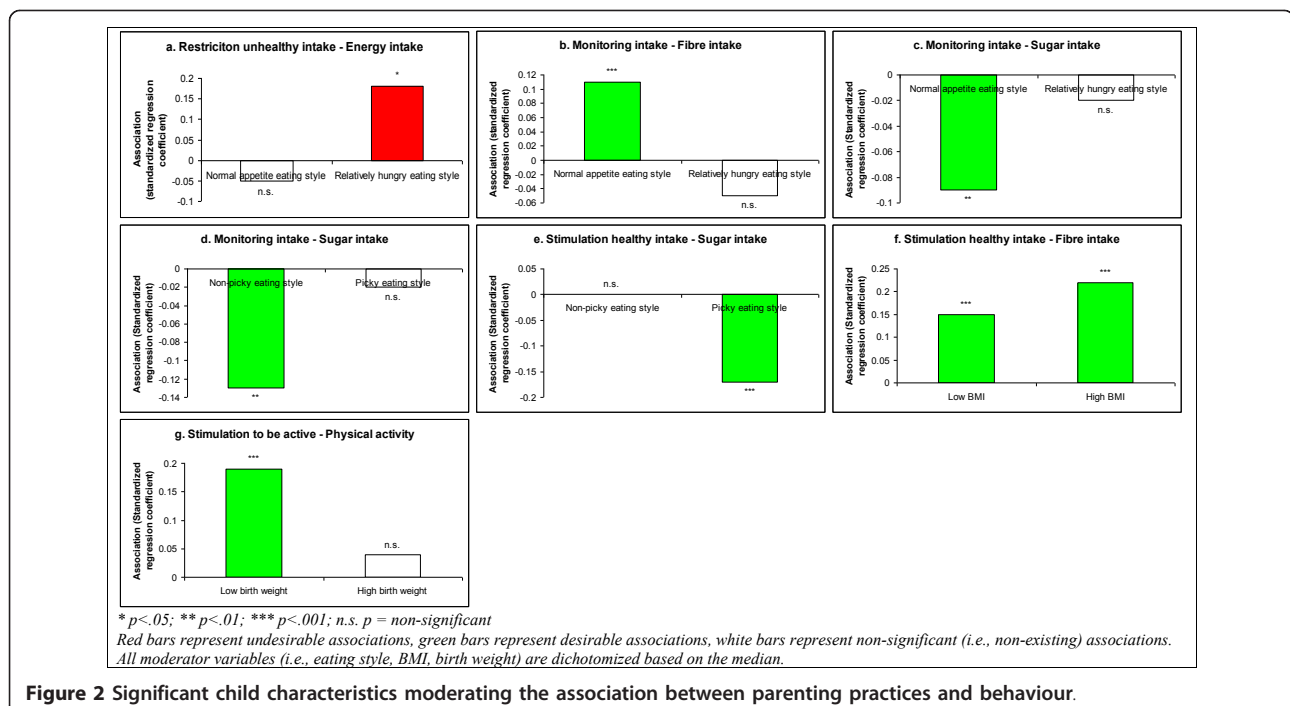 a. Restriciton unhealthy intake - Energy intake
Association
(standardized regression
coefficient)
0.2
0.15
0.1
0.05
0
-0.05
-0.1
*
Normal appetite eating style
Relatively hungry eating style
n.s.
b. Monitoring intake - Fibre intake
Association (standardized
regression coefficient)
0.12
0.1
0.08
0.06
0.04
0.02
0
-0.02
-0.04
-0.06
***
Normal appetite eating style
Relatively hungry eating style
n.s.
c. Monitoring intake - Sugar intake
Association (Standardized
regression coefficient)
0
-0.02
-0.04
-0.06
-0.08
-0.1
Normal appetite eating style
Relatively hungry eating style
n.s.
**
d. Monitoring intake - Sugar intake
Association (Standardized
regression coefficient)
0
-0.02
-0.04
-0.06
-0.08
-0.1
-0.12
-0.14
Non-picky eating style
Picky eating style
n.s.
**
e. Stimulation healthy intake - Sugar intake
Association (Standardized
regression coefficient)
0.05
0
-0.05
-0.1
-0.15
-0.2
n.s.
Non-picky eating style
Picky eating style
***
f. Stimulation healthy intake - Fibre intake
Association (Standardized
regression coefficient)
0.25
0.2
0.15
0.1
0.05
0
***
***
Low BMI
High BMI
g. Stimulation to be active - Physical activity
Association (Standardized
regression coefficient)
0.2
0.15
0.1
0.05
0
***
n.s.
Low birth weight
High birth weight
* p<.05; ** p<.01; *** p<.001; n.s. p = non-significant
Red bars represent undesirable associations, green bars represent desirable associations, white bars represent non-significant (i.e., non-existing) associations.
All moderator variables (i.e., eating style, BMI, birth weight) are dichotomized based on the median.
Figure 2 Significant child characteristics moderating the association between parenting practices and behaviour.